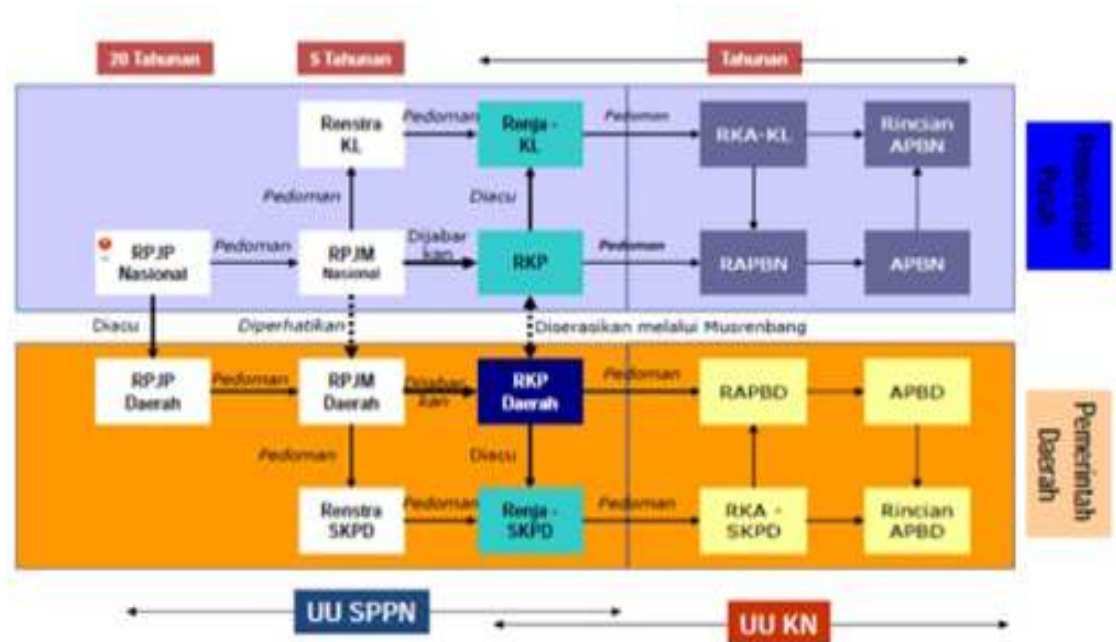 20 Tahunan
5 Tahunan
Tahunan
Renstra
KL
Pedoman
Renja -
KL
Pedoman
RKA-KL
Rincian
APBN
Pedoman
Diacu
RPJP
Nasional
Pedoman
RPJM
Nasional
Dijabar
kan
RKP
Pedoman
RAPBN
APBN
Pemerintah
Pusat
Diacu
Diperhatikan
Diserasikan melalui Musrenbang
RPJP
Daerah
Pedoman
RPJM
Daerah
Dijabar
kan
RKP
Daerah
Pedoman
RAPBD
APBD
Pedoman
Diacu
Renstra
SKPD
Pedoman
Renja -
SKPD
Pedoman
RKA -
SKPD
Rincian
APBD
Pemerintah
Daerah
UU SPPN
UU KN